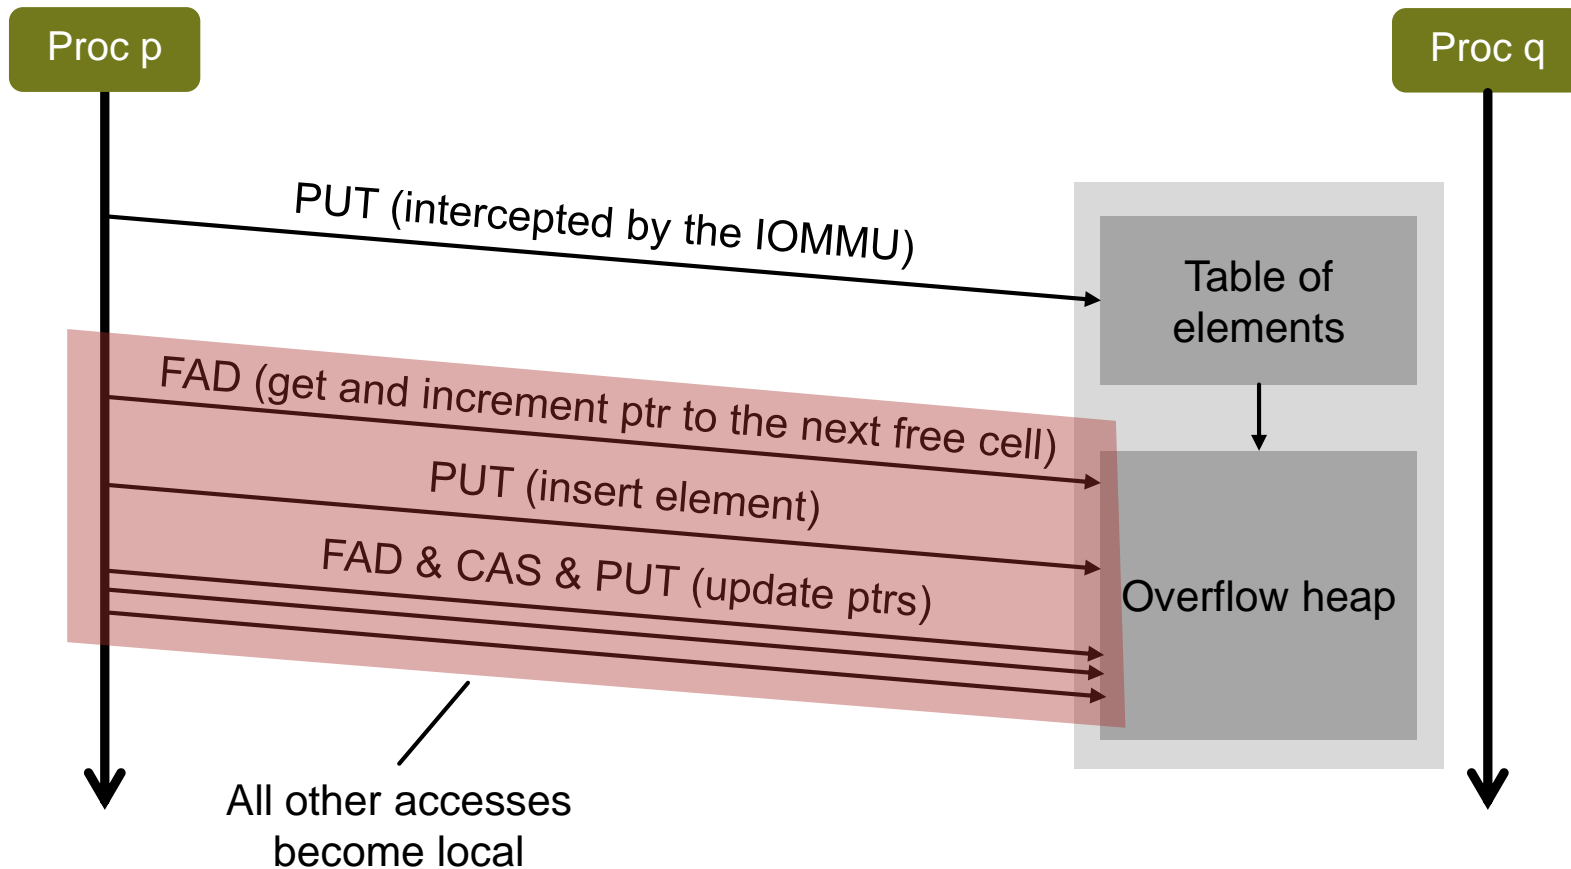 Proc p
Proc q
PUT (intercepted by the IOMMU)
Table of
elements
FAD (get and increment ptr to the next free cell)
PUT (insert element)
FAD & CAS & PUT (update ptrs)
Overflow heap
All other accesses
become local